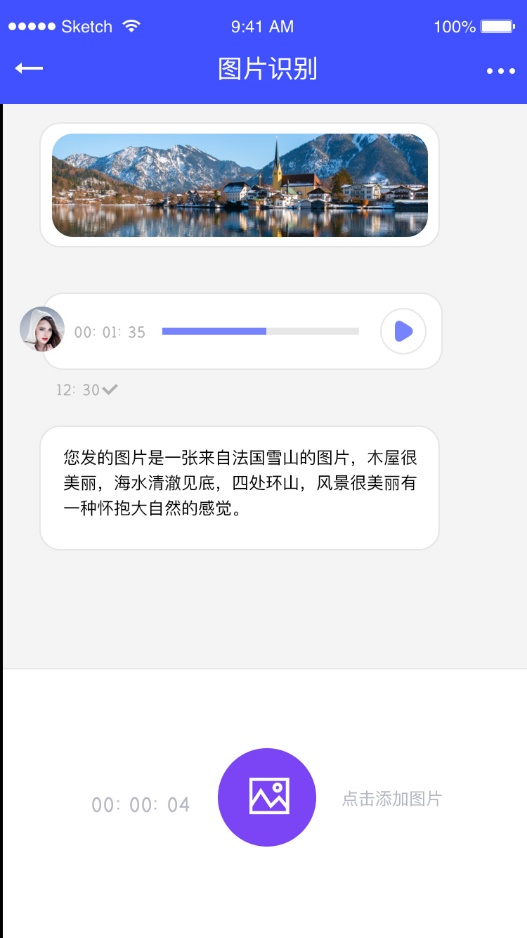 Sketch 9:41 AM 100%
图片识别
00: 01: 35
12: 30
您发的图片是一张来自法国雪山的图片，木屋很
美丽，海水清澈见底，四处环山，风景很美丽有
一种怀抱大自然的感觉。
00: 00: 04
点击添加图片